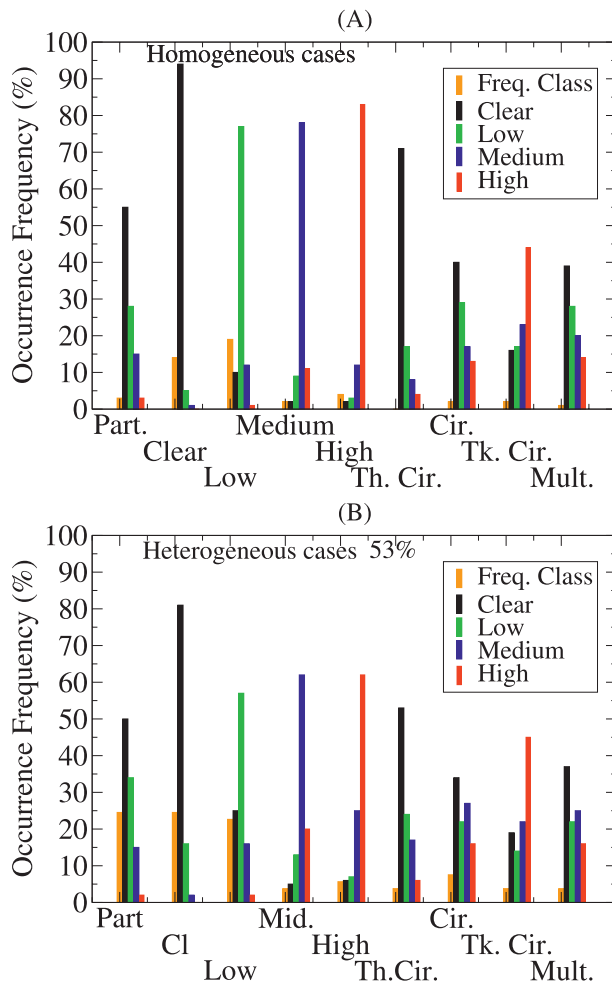 (A)
Homogeneous cases
Occurrence Frequency (%)
100
90
80
70
60
50
40
30
20
10
0
Freq. Class
Clear
Low
Medium
High
Part.
Medium
Cir.
Clear
High
Tk. Cir.
Low
Th. Cir.
Mult.
(B)
Heterogeneous cases 53%
Occurrence Frequency (%)
100
90
80
70
60
50
40
30
20
10
0
Freq. Class
Clear
Low
Medium
High
Part
Mid.
Cir.
Cl
High
Tk. Cir.
Low
Th.Cir.
Mult.